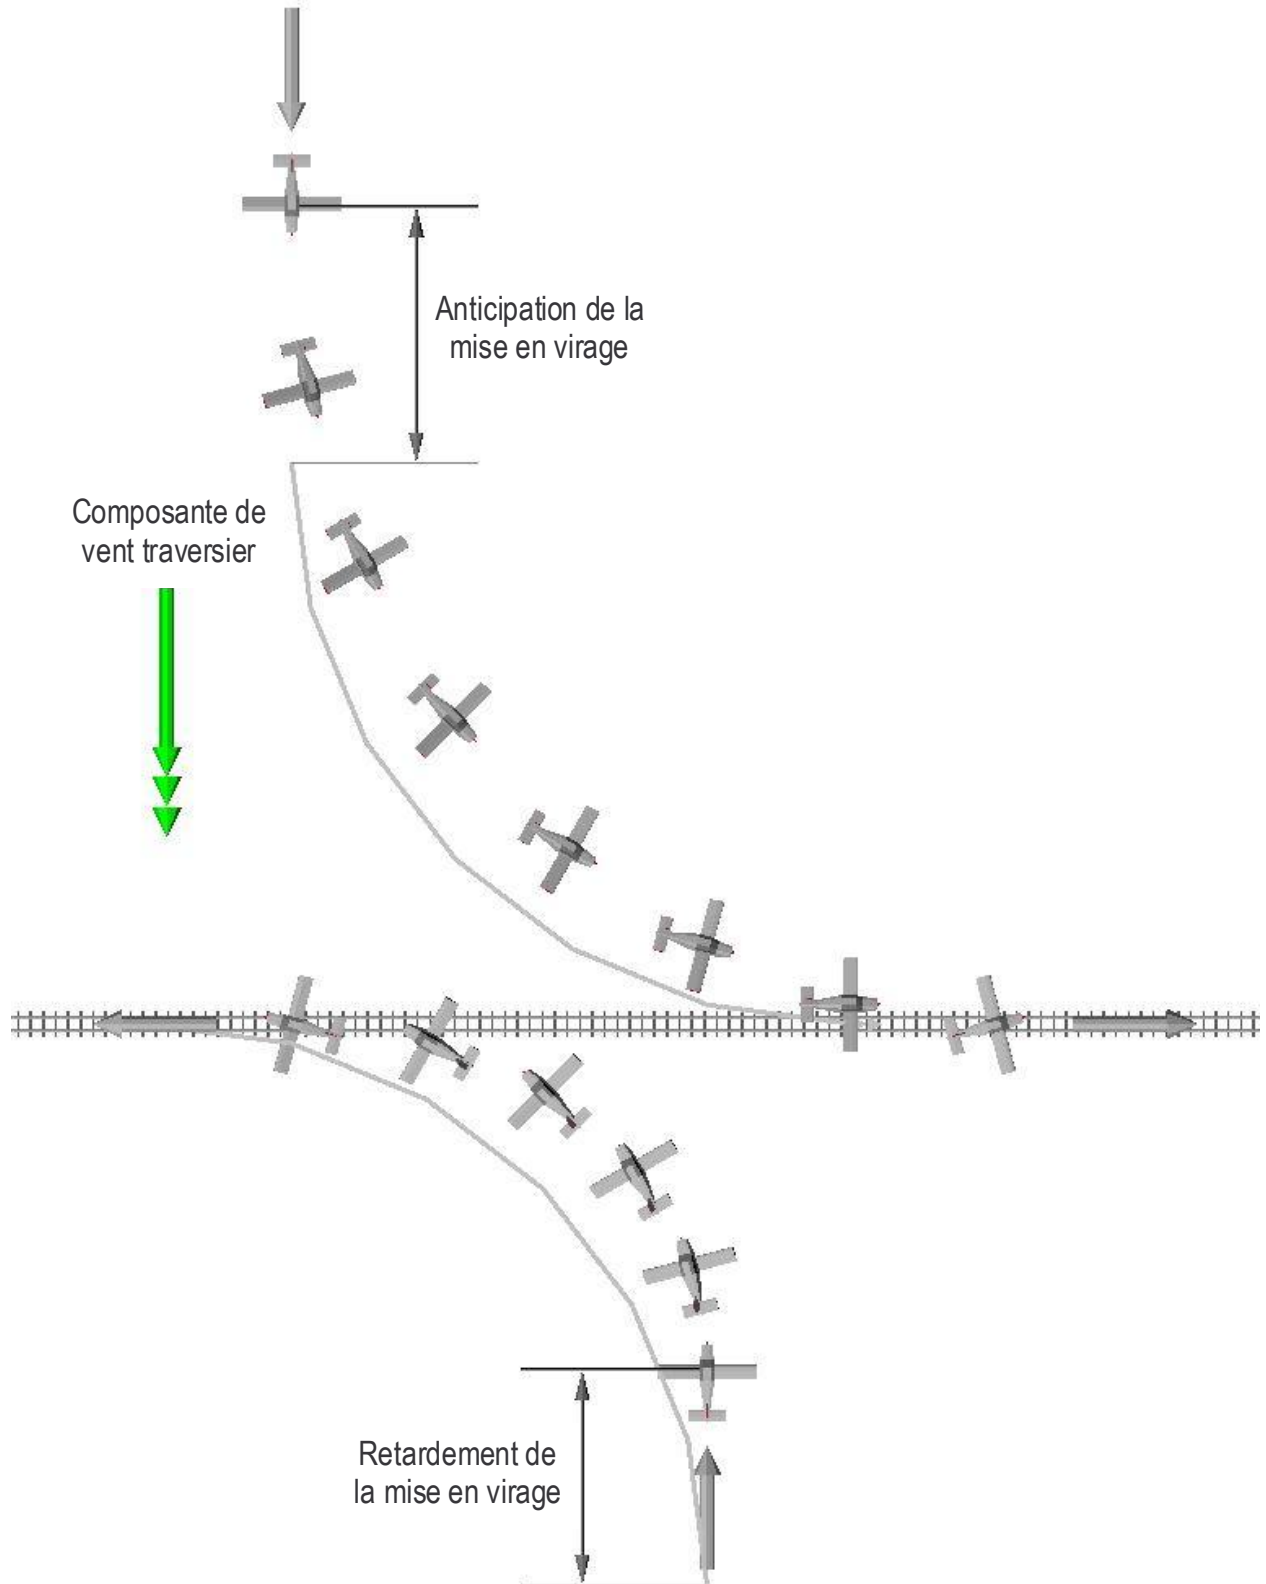 Anticipation de la
mise en virage
Composante de
vent traversier
Retardement de
la mise en virage